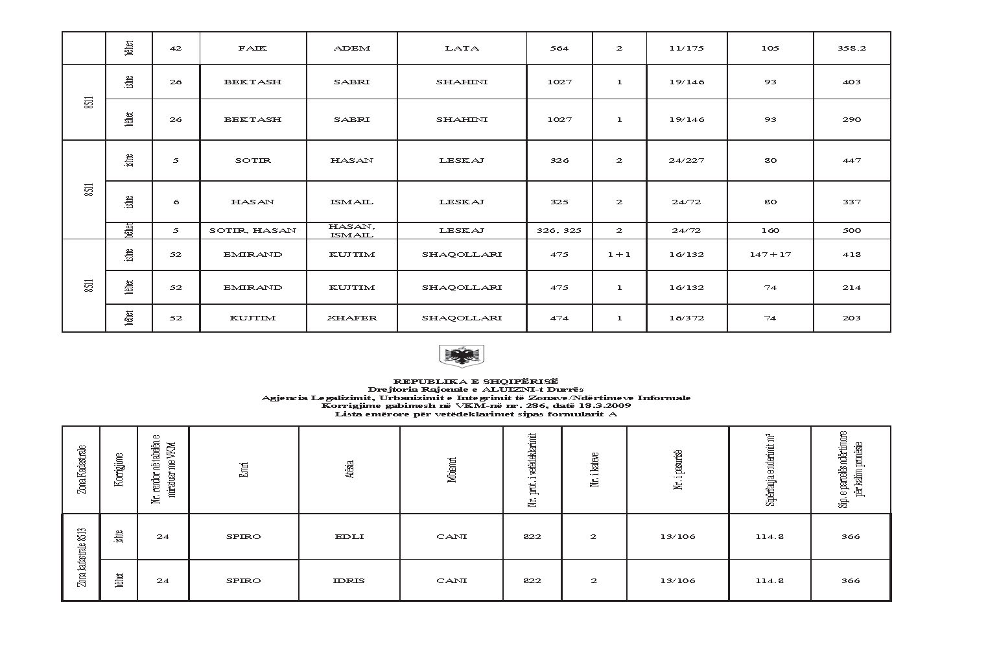 bëhet 42 FAIK ADEM LATA 564 2 11/175 105 358.2
8511 ishte 26 BEKTASH SABRI SHAHINI 1027 1 19/146 93 403
bëhet 26 BEKTASH SABRI SHAHINI 1027 1 19/146 93 290
8511 ishte 5 SOTIR HASAN LESKAJ 326 2 24/227 80 447
ishte 6 HASAN ISMAIL LESKAJ 325 2 24/72 80 337
bëhet 5 SOTIR, HASAN HASAN, ISMAIL LESKAJ 326, 325 2 24/72 160 500
8511 ishte 52 EMIRAND KUJTIM SHAQOLLARI 475 1+1 16/132 147+17 418
bëhet 52 EMIRAND KUJTIM SHAQOLLARI 475 1 16/132 74 214
bëhet 52 KUJTIM XHAFER SHAQOLLARI 474 1 16/372 74 203
REPUBLIKA E SHQIPËRISË
Drejtoria Rajonale e ALUIZNI-t Durrës
Agjencia Legalizimit, Urbanizimit e Integrimit të Zonave/Ndërtimeve Informale
Korrigjime gabimesh në VKM-në nr. 286, datë 18.3.2009
Lista emërore për vetëdeklarimet sipas formularit A
Zona Kadastrale
Korrigjime
Nr. rendor në tabelën e
miratuar me VKM
Emri
Atësia
Mbiemri
Nr. prot. i vetëdeklarimit
Nr. i kateve
Nr. i pasurisë
Sipërfaqja e nderimit m²
Sip. e parcelës ndërtimore
për kalim pronësie
Zona kadastrale 8513 ishte 24 SPIRO EDLI CANI 822 2 13/106 114.8 366
bëhet 24 SPIRO IDRIS CANI 822 2 13/106 114.8 366